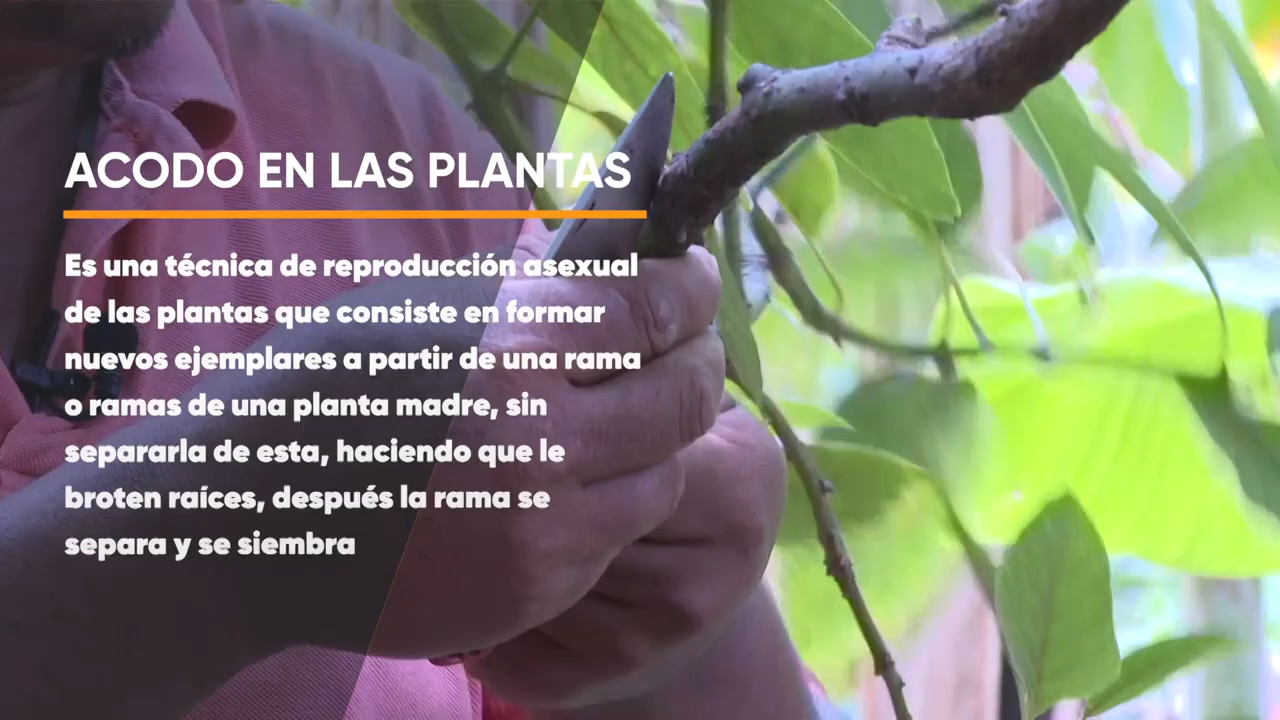 ACODO EN LAS PLANTAS
Es una técnica de reproducción asexual
de las plantas que consiste en formar
nuevos ejemplares a partir de una rama
o ramas de una planta madre, sin
separarla de esta, haciendo que le
broten raíces, después la rama se
separa y se siembra